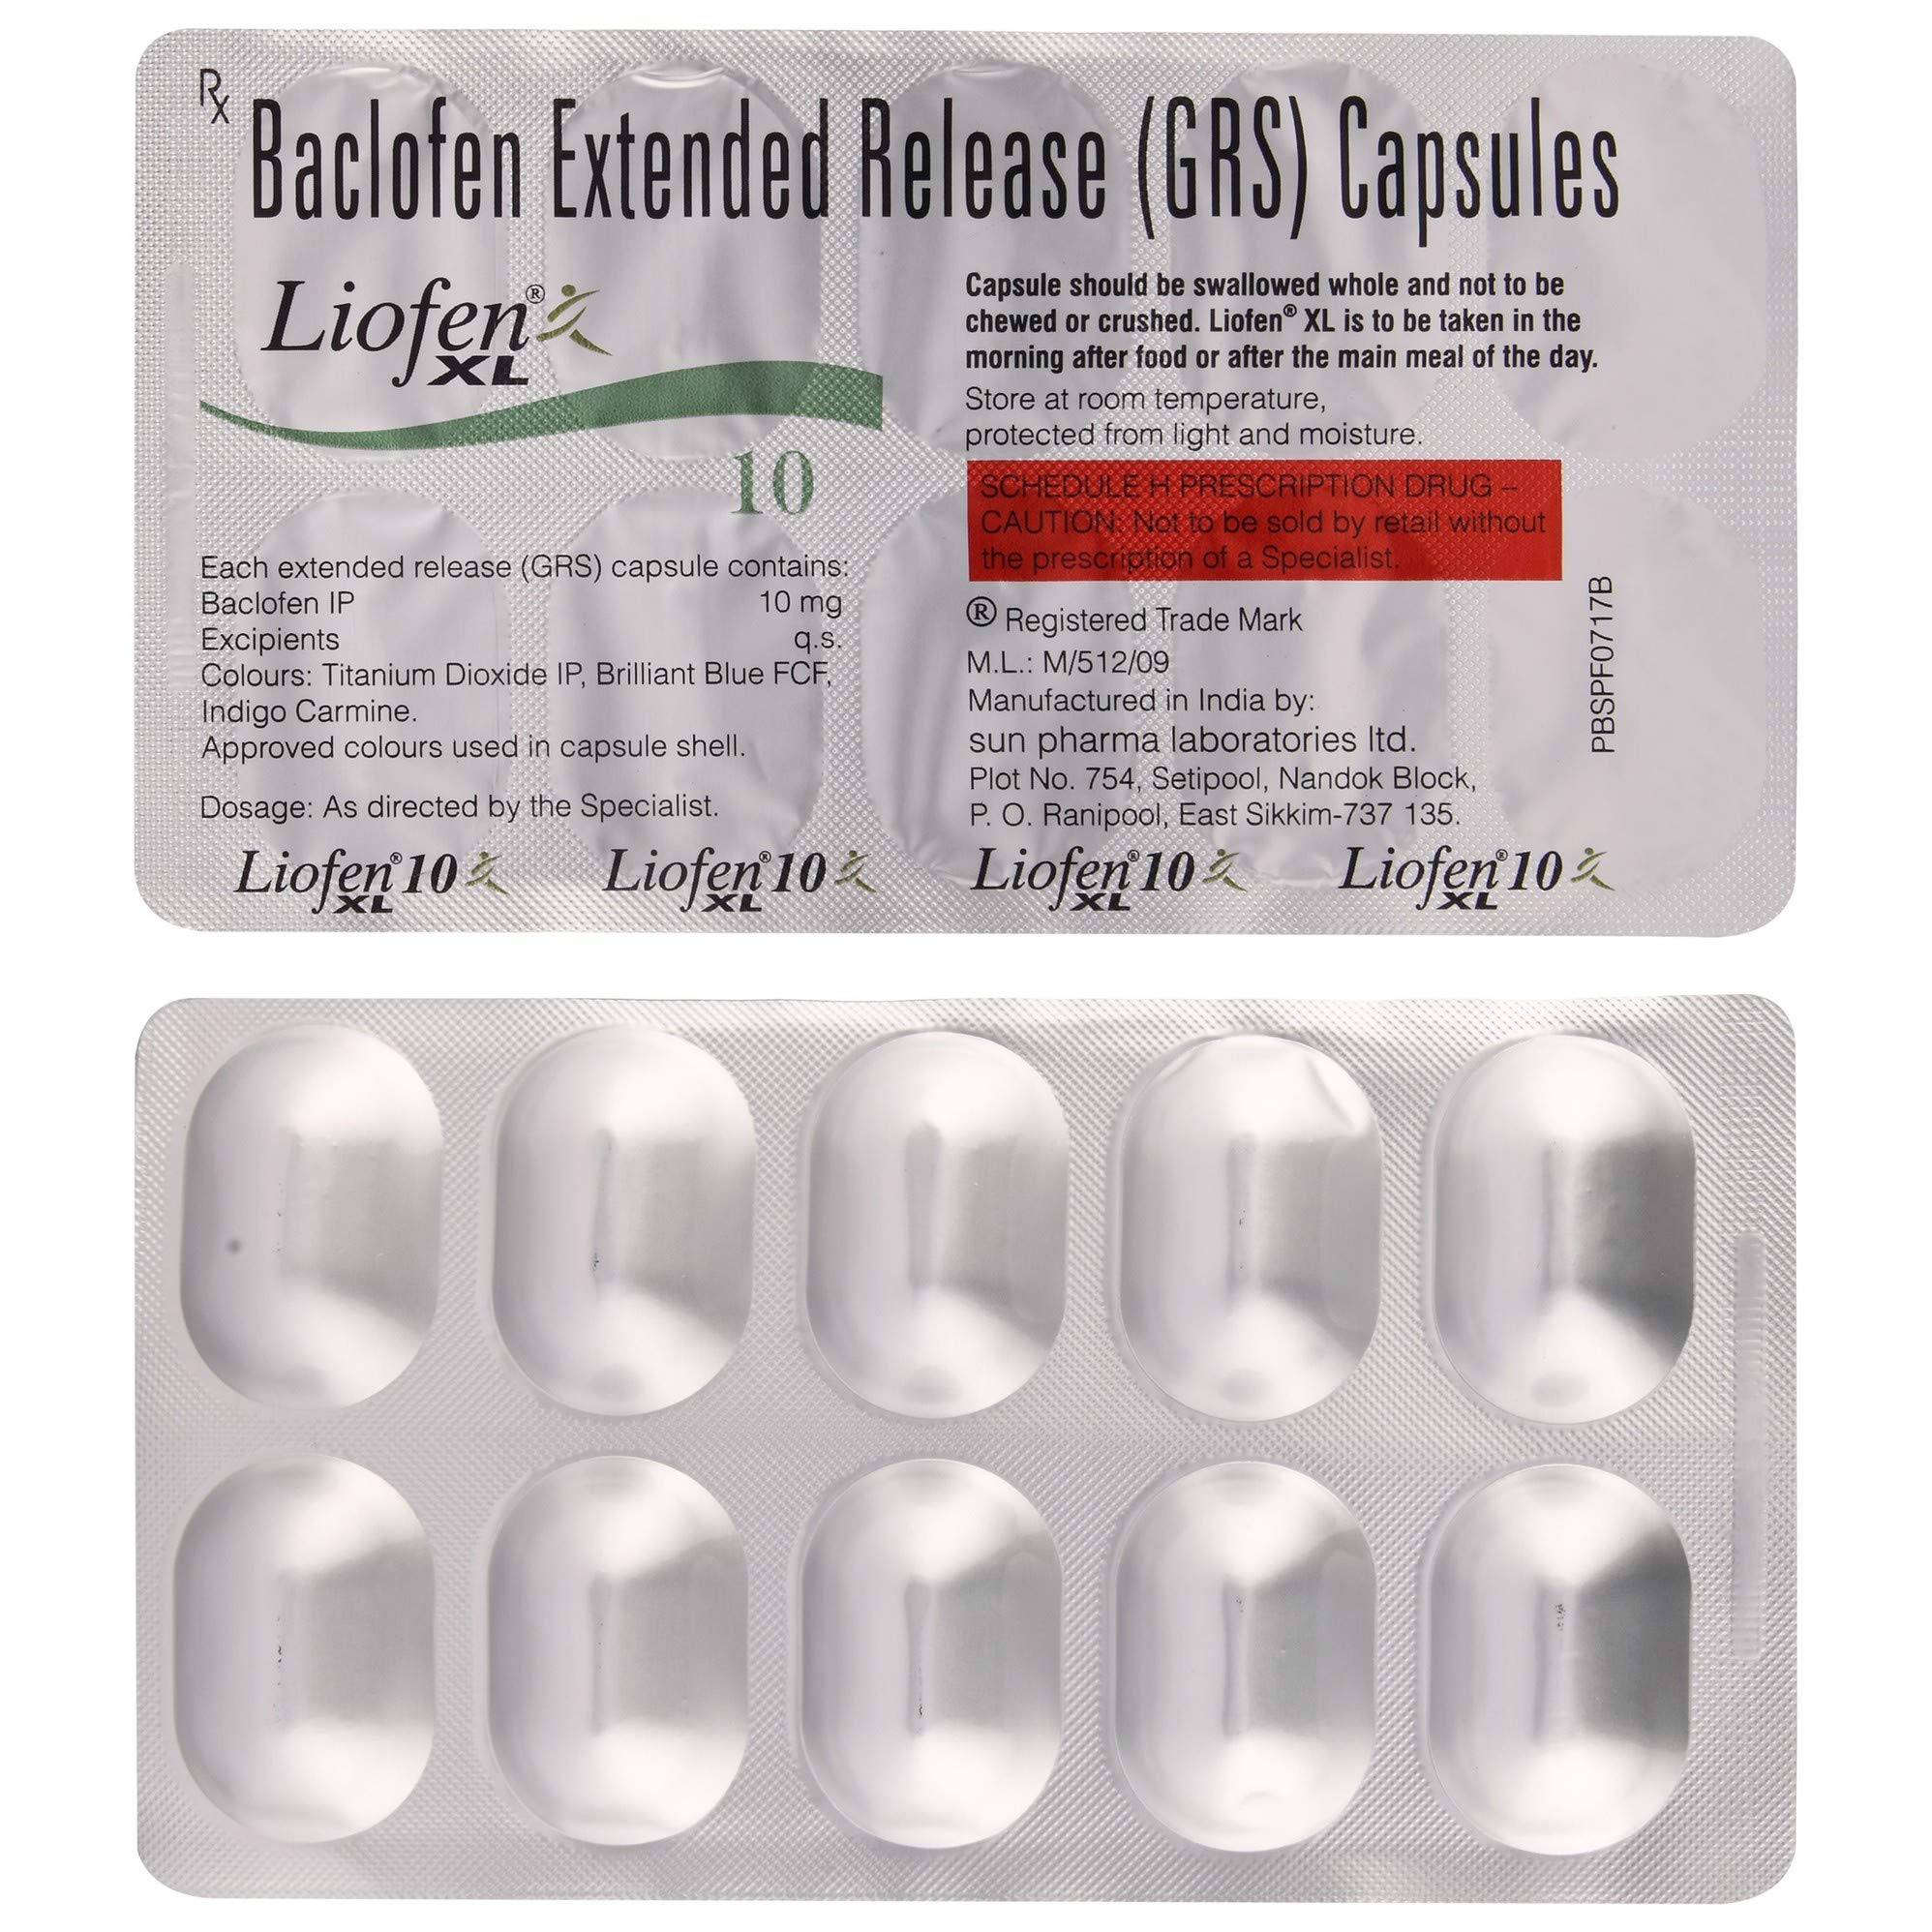 Rx Baclofen Extended Release (GRS) Capsules
Liofen®
XL
10
Each extended release (GRS) capsule contains:
Baclofen IP 10 mg
Excipients q.s.
Colours: Titanium Dioxide IP, Brilliant Blue FCF,
Indigo Carmine.
Approved colours used in capsule shell.
Dosage: As directed by the Specialist.
Capsule should be swallowed whole and not to be
chewed or crushed. Liofen® XL is to be taken in the
morning after food or after the main meal of the day.
Store at room temperature,
protected from light and moisture.
SCHEDULE H PRESCRIPTION DRUG –
CAUTION: Not to be sold by retail without
the prescription of a Specialist.
® Registered Trade Mark
M.L.: M/512/09
Manufactured in India by:
sun pharma laboratories ltd.
Plot No. 754, Setipool, Nandok Block,
P. O. Ranipool, East Sikkim-737 135.
PBSPF0717B
Liofen® XL 10 Liofen® XL 10 Liofen® XL 10 Liofen® XL 10